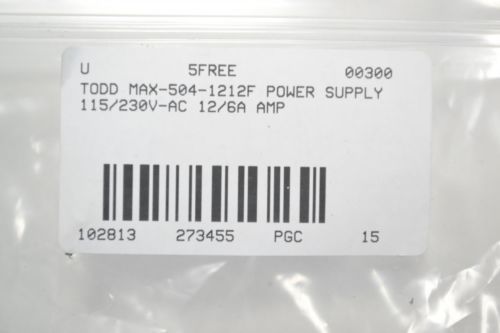 U 5FREE 00300
TODD MAX-504-1212F POWER SUPPLY
115/230V-AC 12/6A AMP
102813 273455 PGC 15